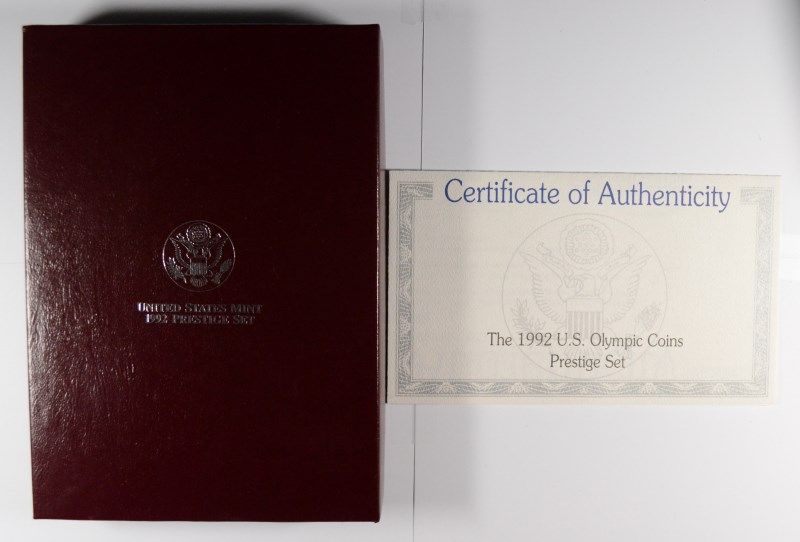 UNITED STATES MINT
1992 PRESTIGE SET
Certificate of Authenticity
The 1992 U.S. Olympic Coins
Prestige Set